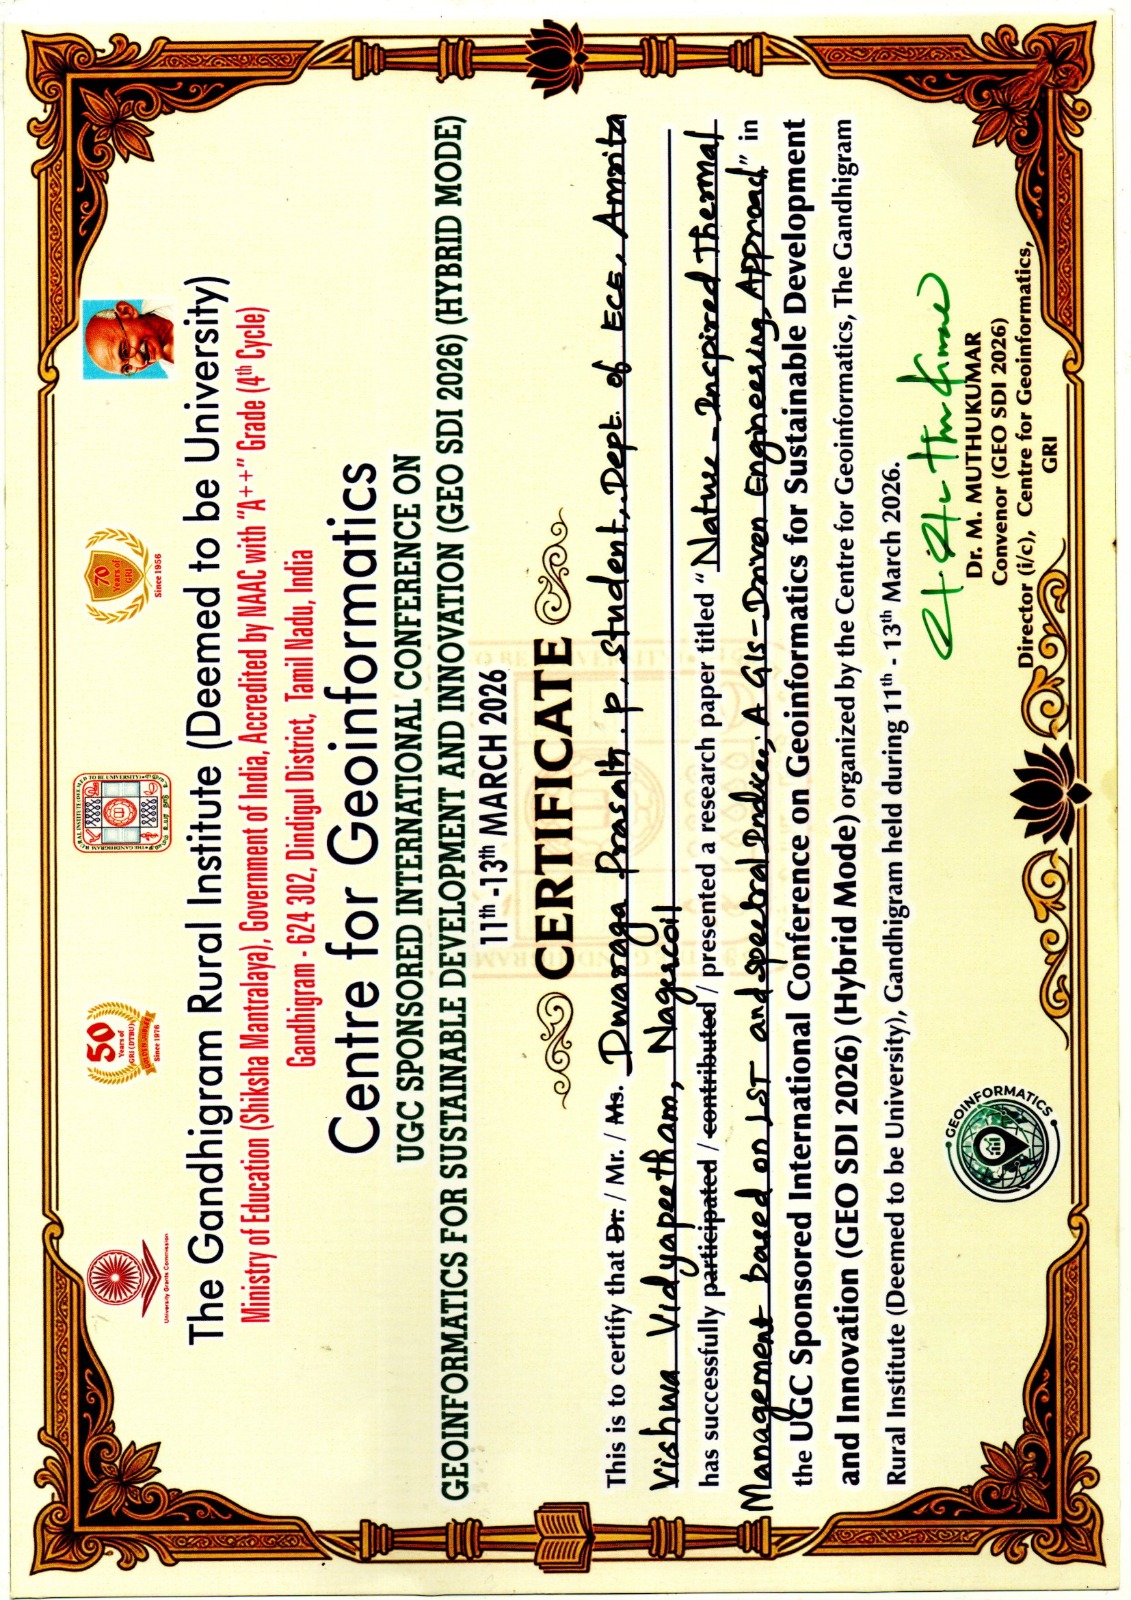 University Grants Commission
50
Years of
GRI (DTBU)
GOLDEN JUBILEE
Since 1976
70
Years of
GRI
Since 1956
The Gandhigram Rural Institute (Deemed to be University)
Ministry of Education (Shiksha Mantralaya), Government of India, Accredited by NAAC with “A++” Grade (4th Cycle)
Gandhigram - 624 302, Dindigul District, Tamil Nadu, India
Centre for Geoinformatics
UGC SPONSORED INTERNATIONAL CONFERENCE ON
GEOINFORMATICS FOR SUSTAINABLE DEVELOPMENT AND INNOVATION (GEO SDI 2026) (HYBRID MODE)
11th -13th MARCH 2026
CERTIFICATE
This is to certify that Dr. / Mr. / Ms. Dwaraga Prasath. P, Student, Dept. of ECE, Amrita
Vishwa Vidyapeetham, Nagercoil
has successfully participated / contributed / presented a research paper titled “Nature - Inspired Thermal
Management based on LST and spectral Indices; A GIS-Driven Engineering Approach” in
the UGC Sponsored International Conference on Geoinformatics for Sustainable Development
and Innovation (GEO SDI 2026) (Hybrid Mode) organized by the Centre for Geoinformatics, The Gandhigram
Rural Institute (Deemed to be University), Gandhigram held during 11th - 13th March 2026.
GEOINFORMATICS
Dr. M. MUTHUKUMAR
Convenor (GEO SDI 2026)
Director (i/c), Centre for Geoinformatics,
GRI